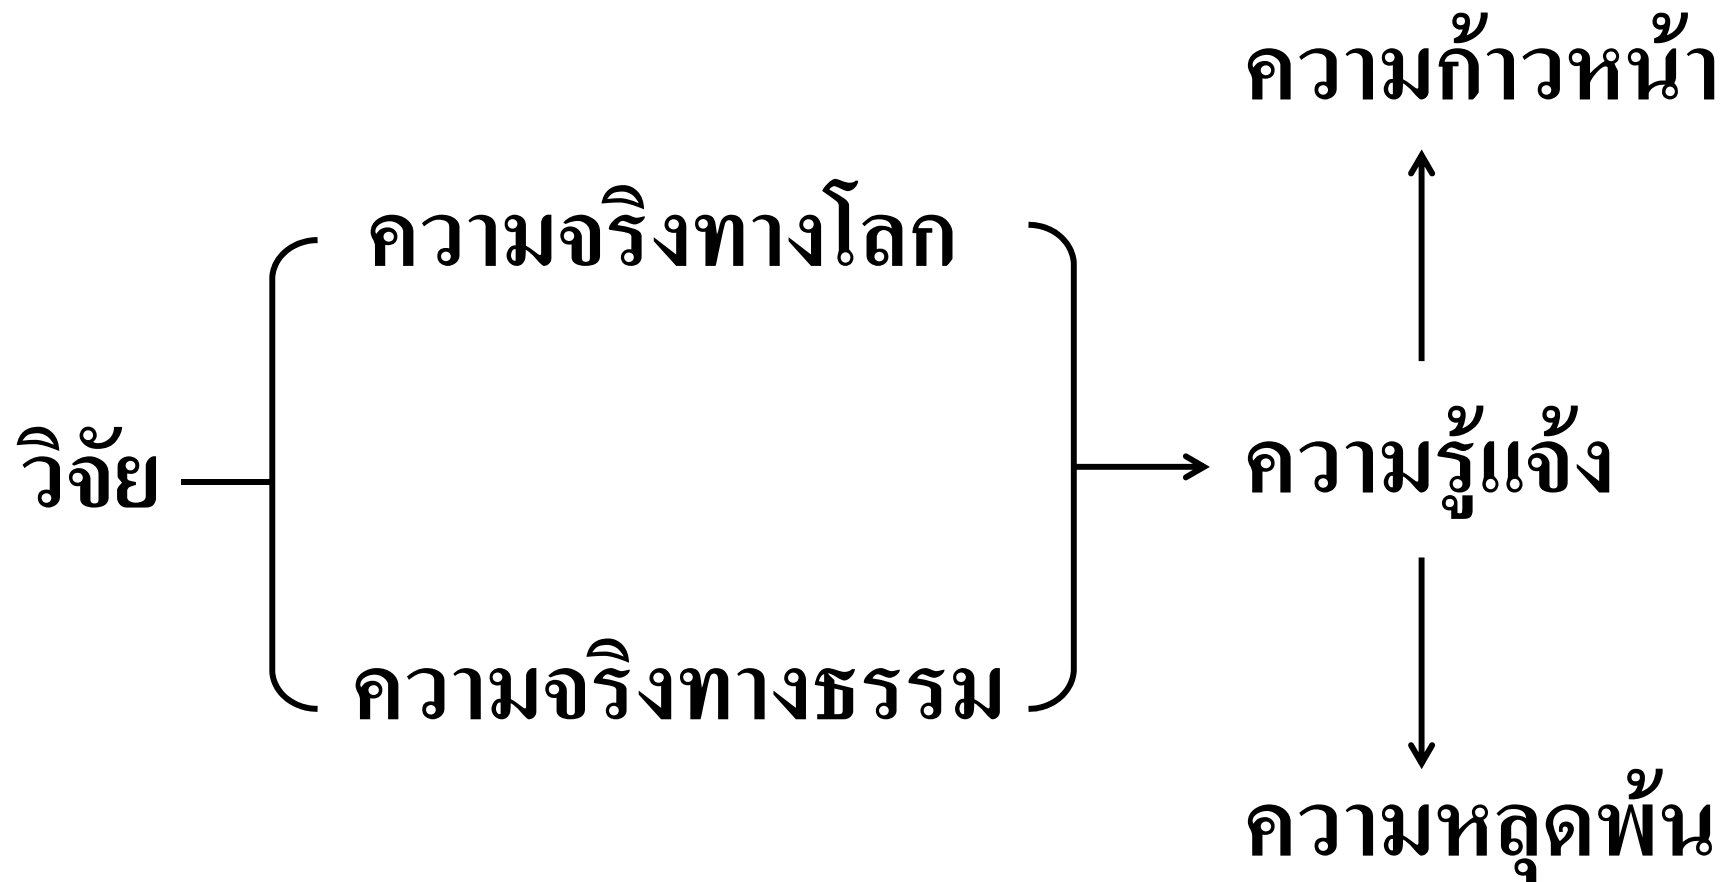 ความก้าวหน้า
ความจริงทางโลก
วิจัย
ความรู้แจ้ง
ความจริงทางธรรม
ความหลุดพ้น